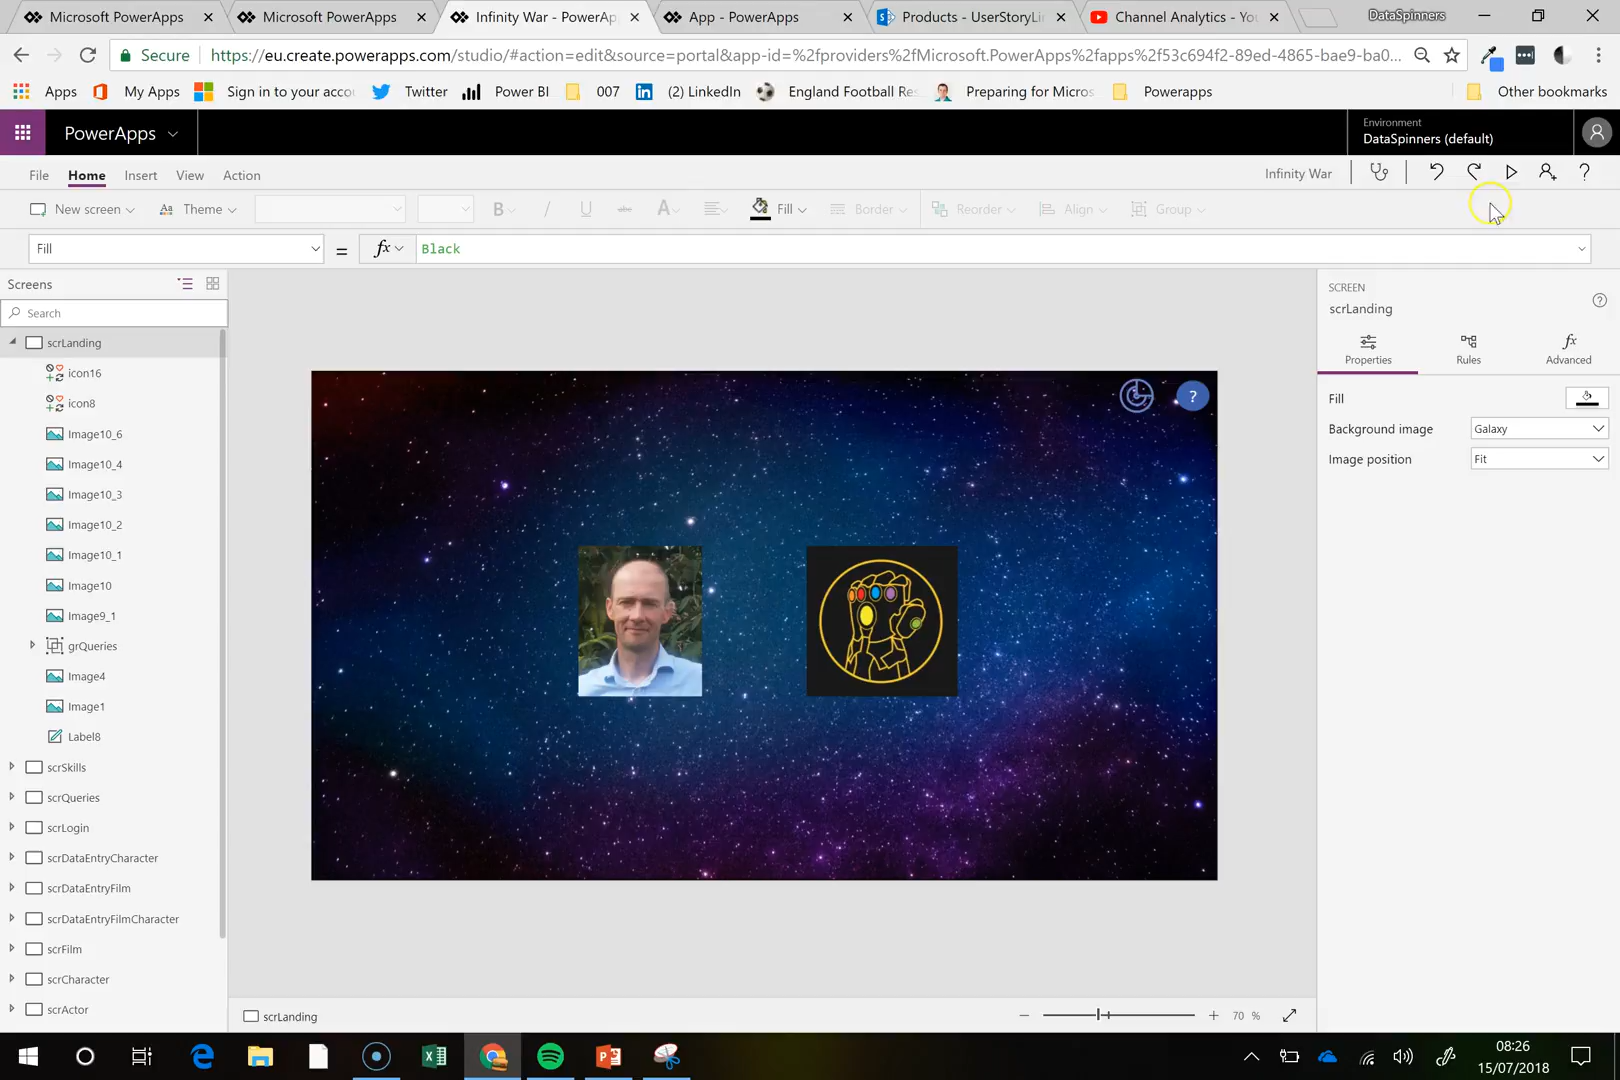 Microsoft PowerApps
Microsoft PowerApps
Infinity War - PowerAp
App - PowerApps
Products - UserStoryLi
Channel Analytics - Yo
DataSpinners
Secure
https://eu.create.powerapps.com/studio/#action=edit&source=portal&app-id=%2fproviders%2fMicrosoft.PowerApps%2fapps%2f53c694f2-89ed-4865-bae9-ba0...
Apps
My Apps
Sign in to your acco
Twitter
Power BI
007
(2) LinkedIn
England Football Res
Preparing for Micros
Powerapps
Other bookmarks
PowerApps
Environment
DataSpinners (default)
File
Home
Insert
View
Action
Infinity War
?
New screen
Aa
Theme
B
/
U
abc
A
Fill
Border
Reorder
Align
Group
Fill
=
fx
Black
Screens
Search
scrLanding
icon16
icon8
Image10_6
Image10_4
Image10_3
Image10_2
Image10_1
Image10
Image9_1
grQueries
Image4
Image1
Label8
scrSkills
scrQueries
scrLogin
scrDataEntryCharacter
scrDataEntryFilm
scrDataEntryFilmCharacter
scrFilm
scrCharacter
scrActor
?
SCREEN
scrLanding
?
Properties
Rules
fx
Advanced
Fill
Background image
Galaxy
Image position
Fit
scrLanding
70 %
08:26
15/07/2018